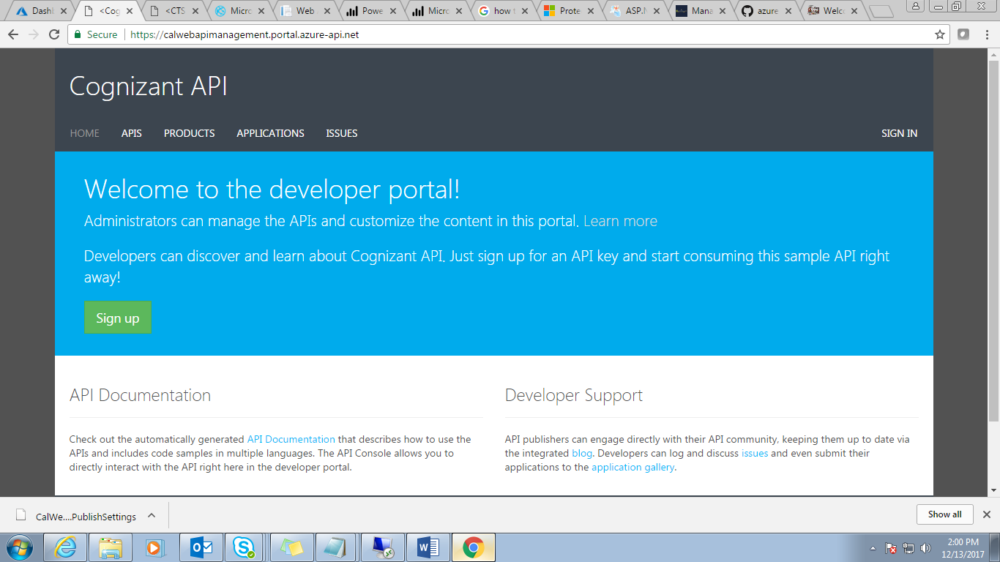 Dashl
<Cog
<CTS
Micro
Web
Powe
Micro
how t
Prote
ASP.N
Mana
azure
Welco
Secure
https://calwebapimanagement.portal.azure-api.net
Cognizant API
HOME APIS PRODUCTS APPLICATIONS ISSUES SIGN IN
Welcome to the developer portal!
Administrators can manage the APIs and customize the content in this portal. Learn more
Developers can discover and learn about Cognizant API. Just sign up for an API key and start consuming this sample API right
away!
Sign up
API Documentation
Check out the automatically generated API Documentation that describes how to use the
APIs and includes code samples in multiple languages. The API Console allows you to
directly interact with the API right here in the developer portal.
Developer Support
API publishers can engage directly with their API community, keeping them up to date via
the integrated blog. Developers can log and discuss issues and even submit their
applications to the application gallery.
CalWe....PublishSettings
Show all
2:00 PM
12/13/2017